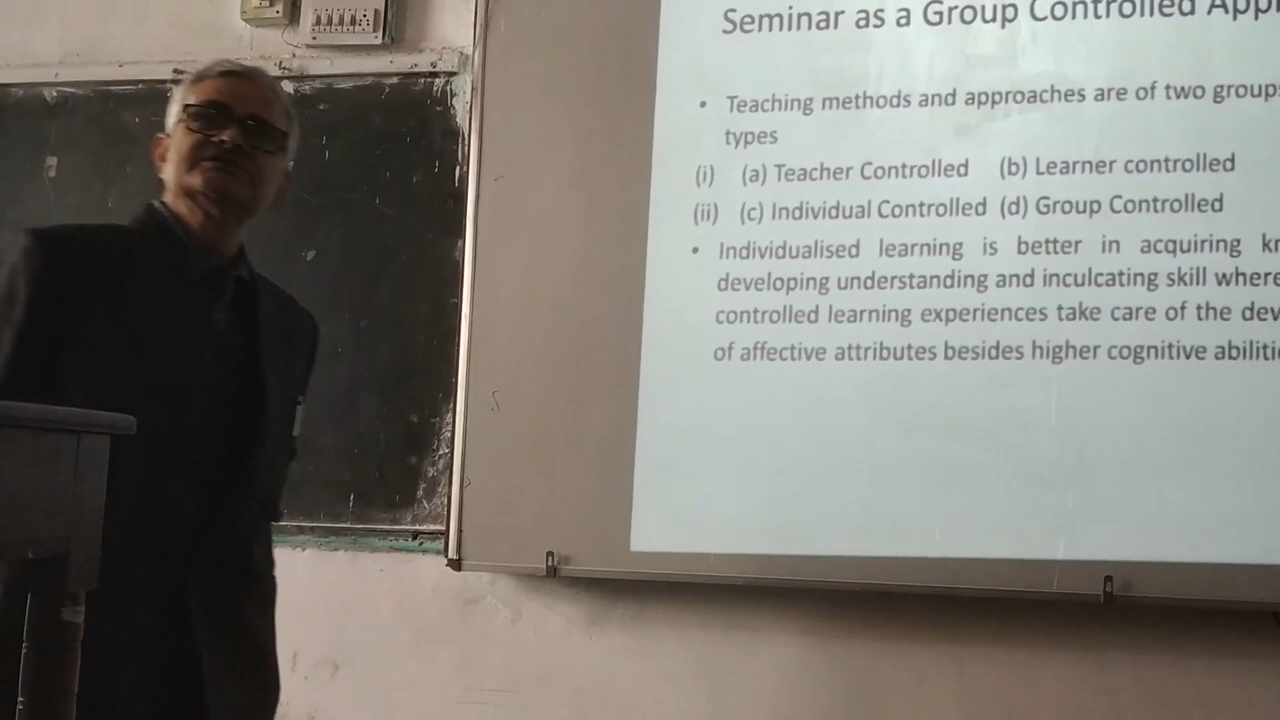 Seminar as a Group Controlled
• Teaching methods and approaches are of two
types
(i) (a) Teacher Controlled (b) Learner controlled
(ii) (c) Individual Controlled (d) Group Controlled
• Individualised learning is better in acquiring
developing understanding and inculcating skill
controlled learning experiences take care of the
of affective attributes besides higher cognitive